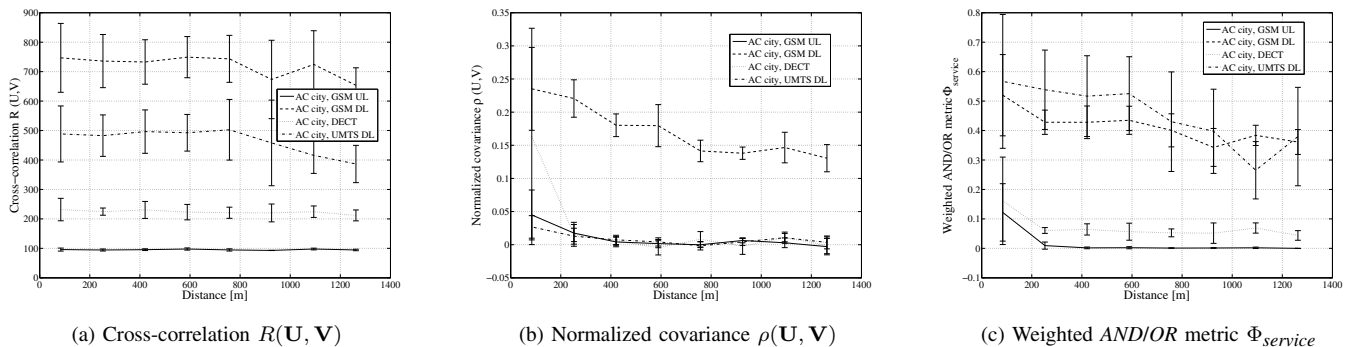 900
800
700
600
500
400
300
200
100
0
Cross−correlation R (U,V)
AC city, GSM UL
AC city, GSM DL
AC city, DECT
AC city, UMTS DL
0 200 400 600 800 1000 1200 1400
Distance [m]
(a) Cross-correlation R(U, V)
0.35
0.3
0.25
0.2
0.15
0.1
0.05
0
−0.05
Normalized covariance ρ (U,V)
AC city, GSM UL
AC city, GSM DL
AC city, DECT
AC city, UMTS DL
0 200 400 600 800 1000 1200 1400
Distance [m]
(b) Normalized covariance ρ(U, V)
0.8
0.7
0.6
0.5
0.4
0.3
0.2
0.1
0
−0.1
Weighted AND/OR metric Φservice
AC city, GSM UL
AC city, GSM DL
AC city, DECT
AC city, UMTS DL
0 200 400 600 800 1000 1200 1400
Distance [m]
(c) Weighted AND/OR metric Φservice